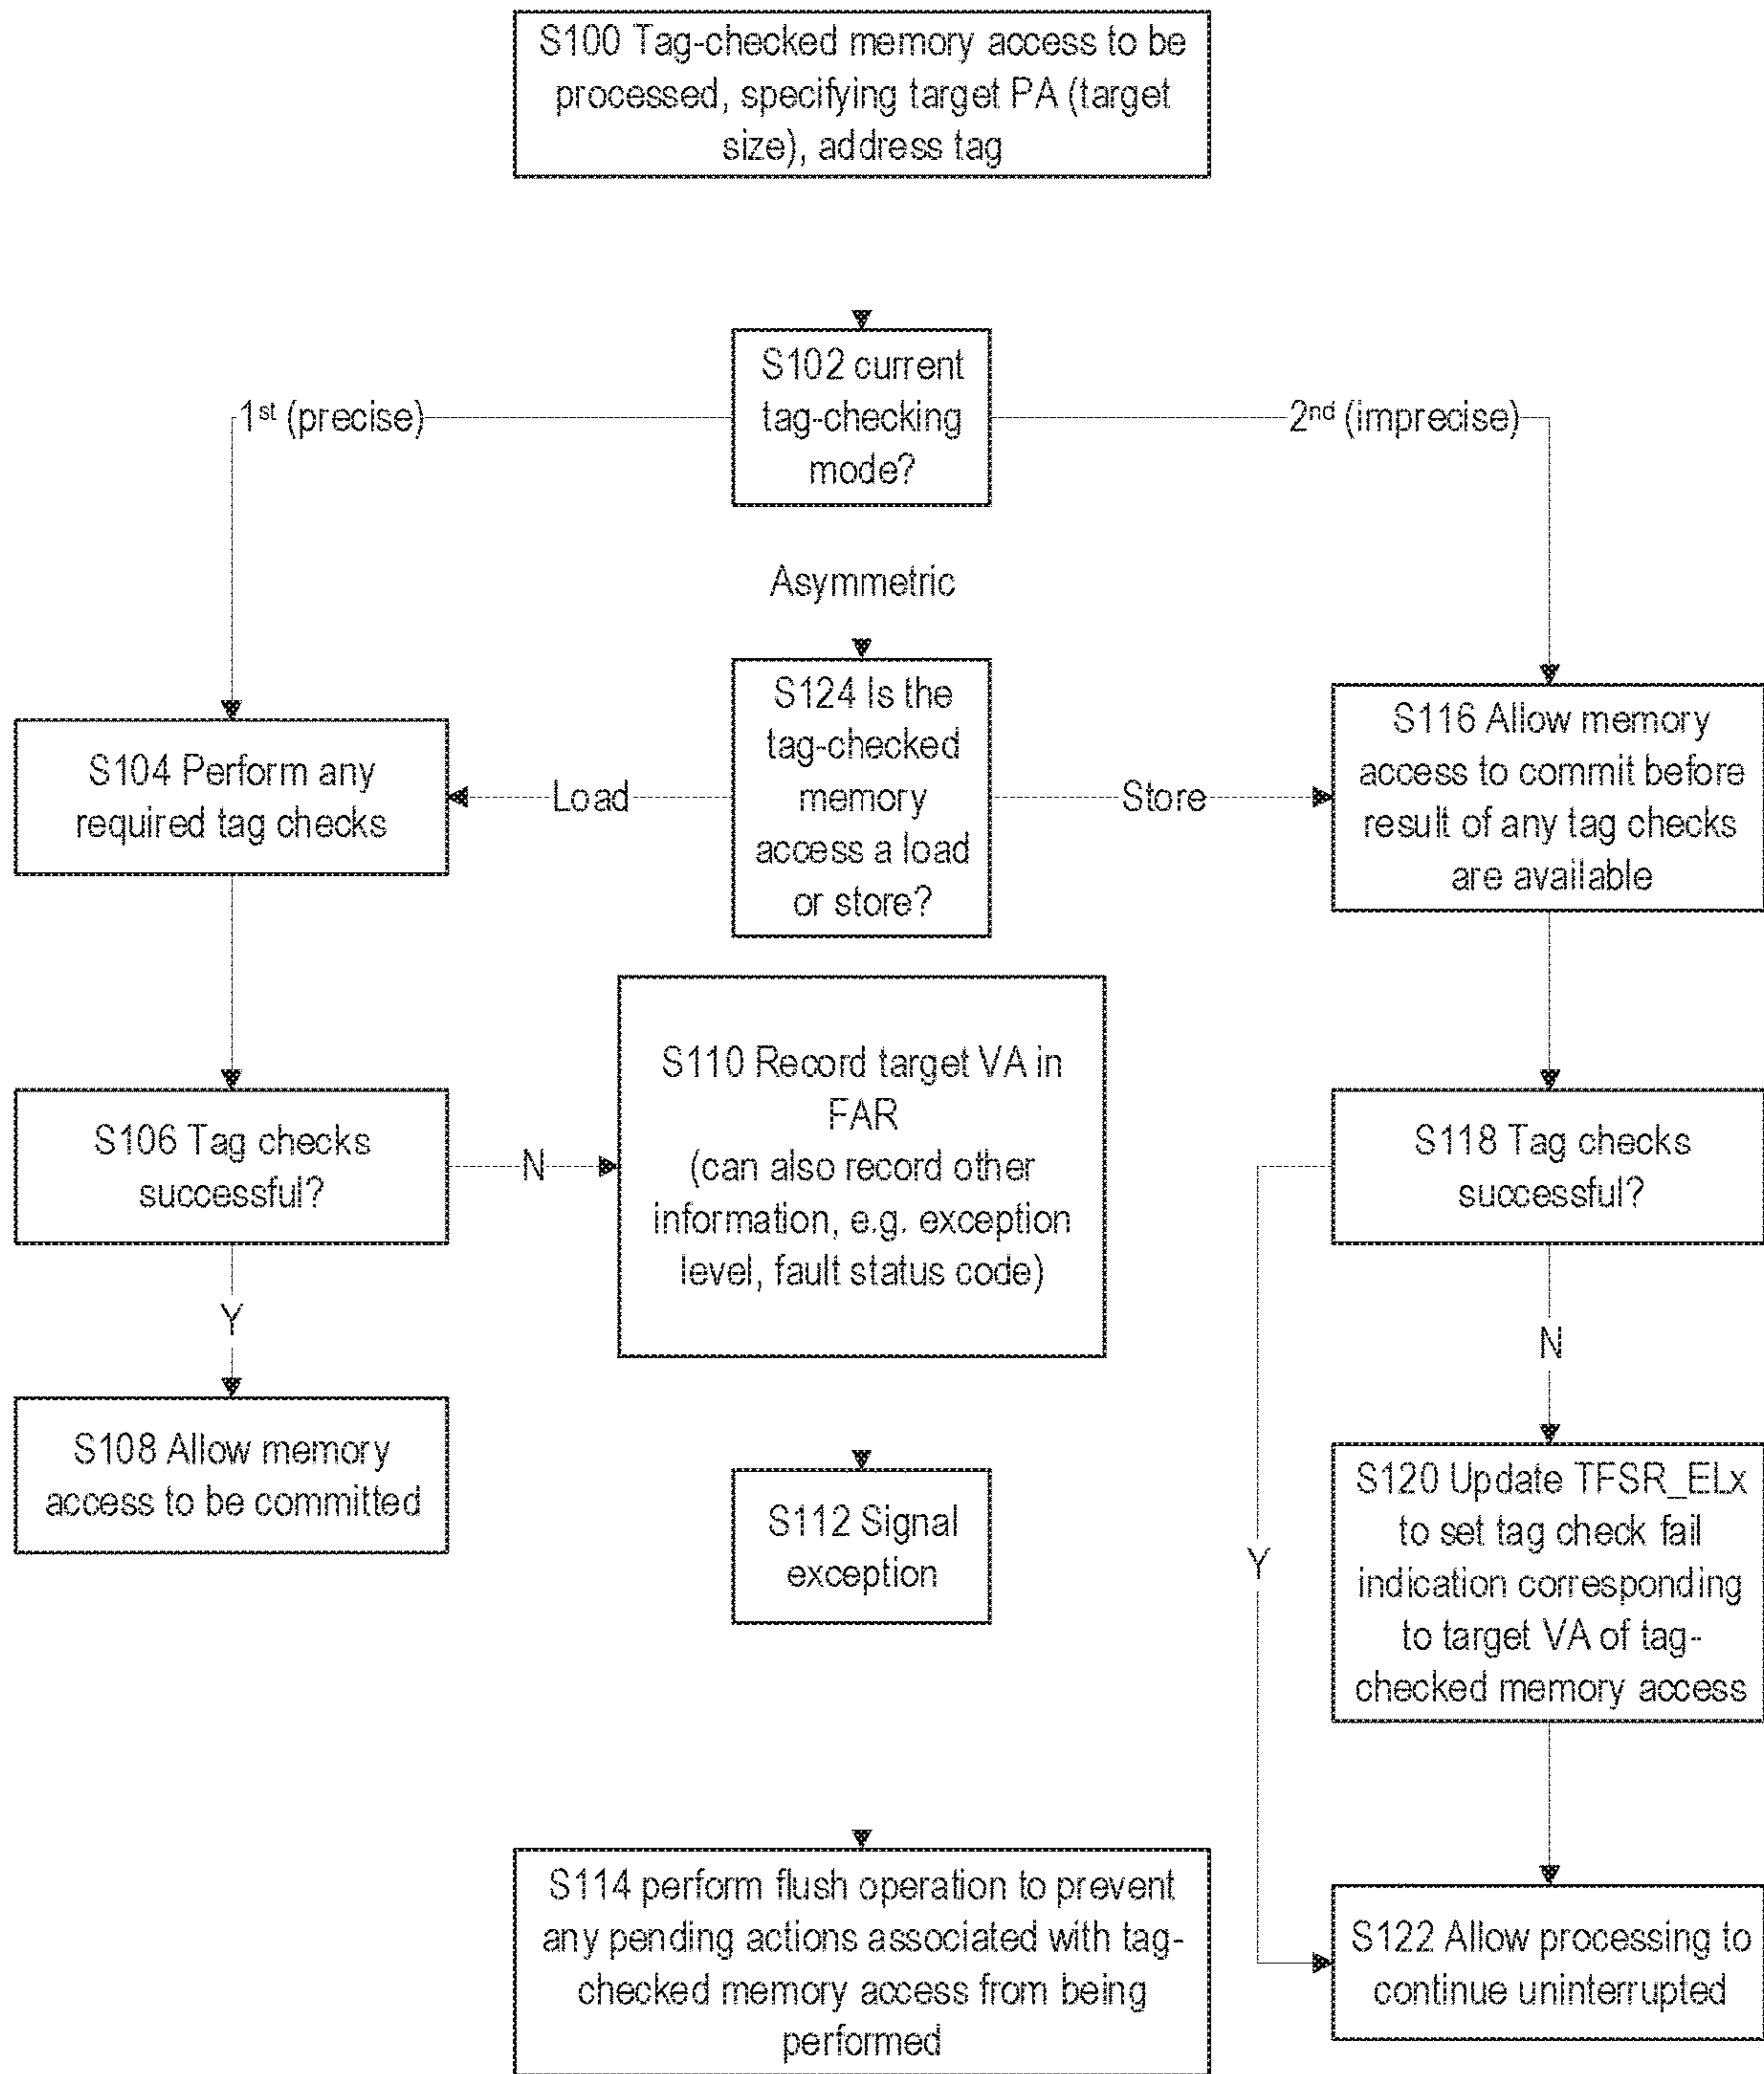 S100 Tag-checked memory access to be
processed, specifying target PA (target
size), address tag
S102 current
tag-checking
mode?
1st (precise)
2nd (imprecise)
Asymmetric
S124 Is the
tag-checked
memory
access a load
or store?
Load
Store
S104 Perform any
required tag checks
S116 Allow memory
access to commit before
result of any tag checks
are available
S106 Tag checks
successful?
N
S110 Record target VA in
FAR
(can also record other
information, e.g. exception
level, fault status code)
S118 Tag checks
successful?
Y
N
S108 Allow memory
access to be committed
S112 Signal
exception
Y
S120 Update TFSR_ELx
to set tag check fail
indication corresponding
to target VA of tag-
checked memory access
S114 perform flush operation to prevent
any pending actions associated with tag-
checked memory access from being
performed
S122 Allow processing to
continue uninterrupted